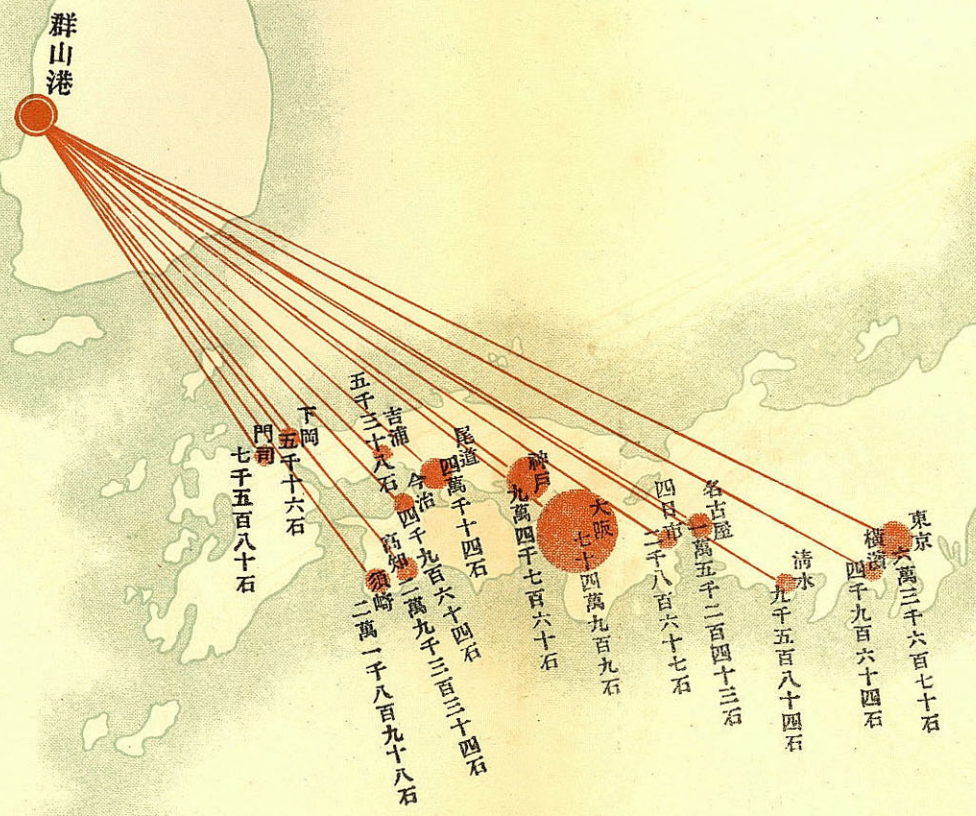 群山港
門司
七千五百八十石
下岡
五千十六石
吉浦
五千三十八石
今治
四千九百六十四石
尾道
四萬千十四石
高知
二萬九千三百三十四石
須崎
二萬一千八百九十八石
神戸
九萬四千七百六十石
大阪
七十四萬九百九石
四日市
二千八百六十七石
名古屋
一萬五千二百四十三石
清水
九千五百八十四石
横濱
四千九百六十四石
東京
六萬三千六百七十石